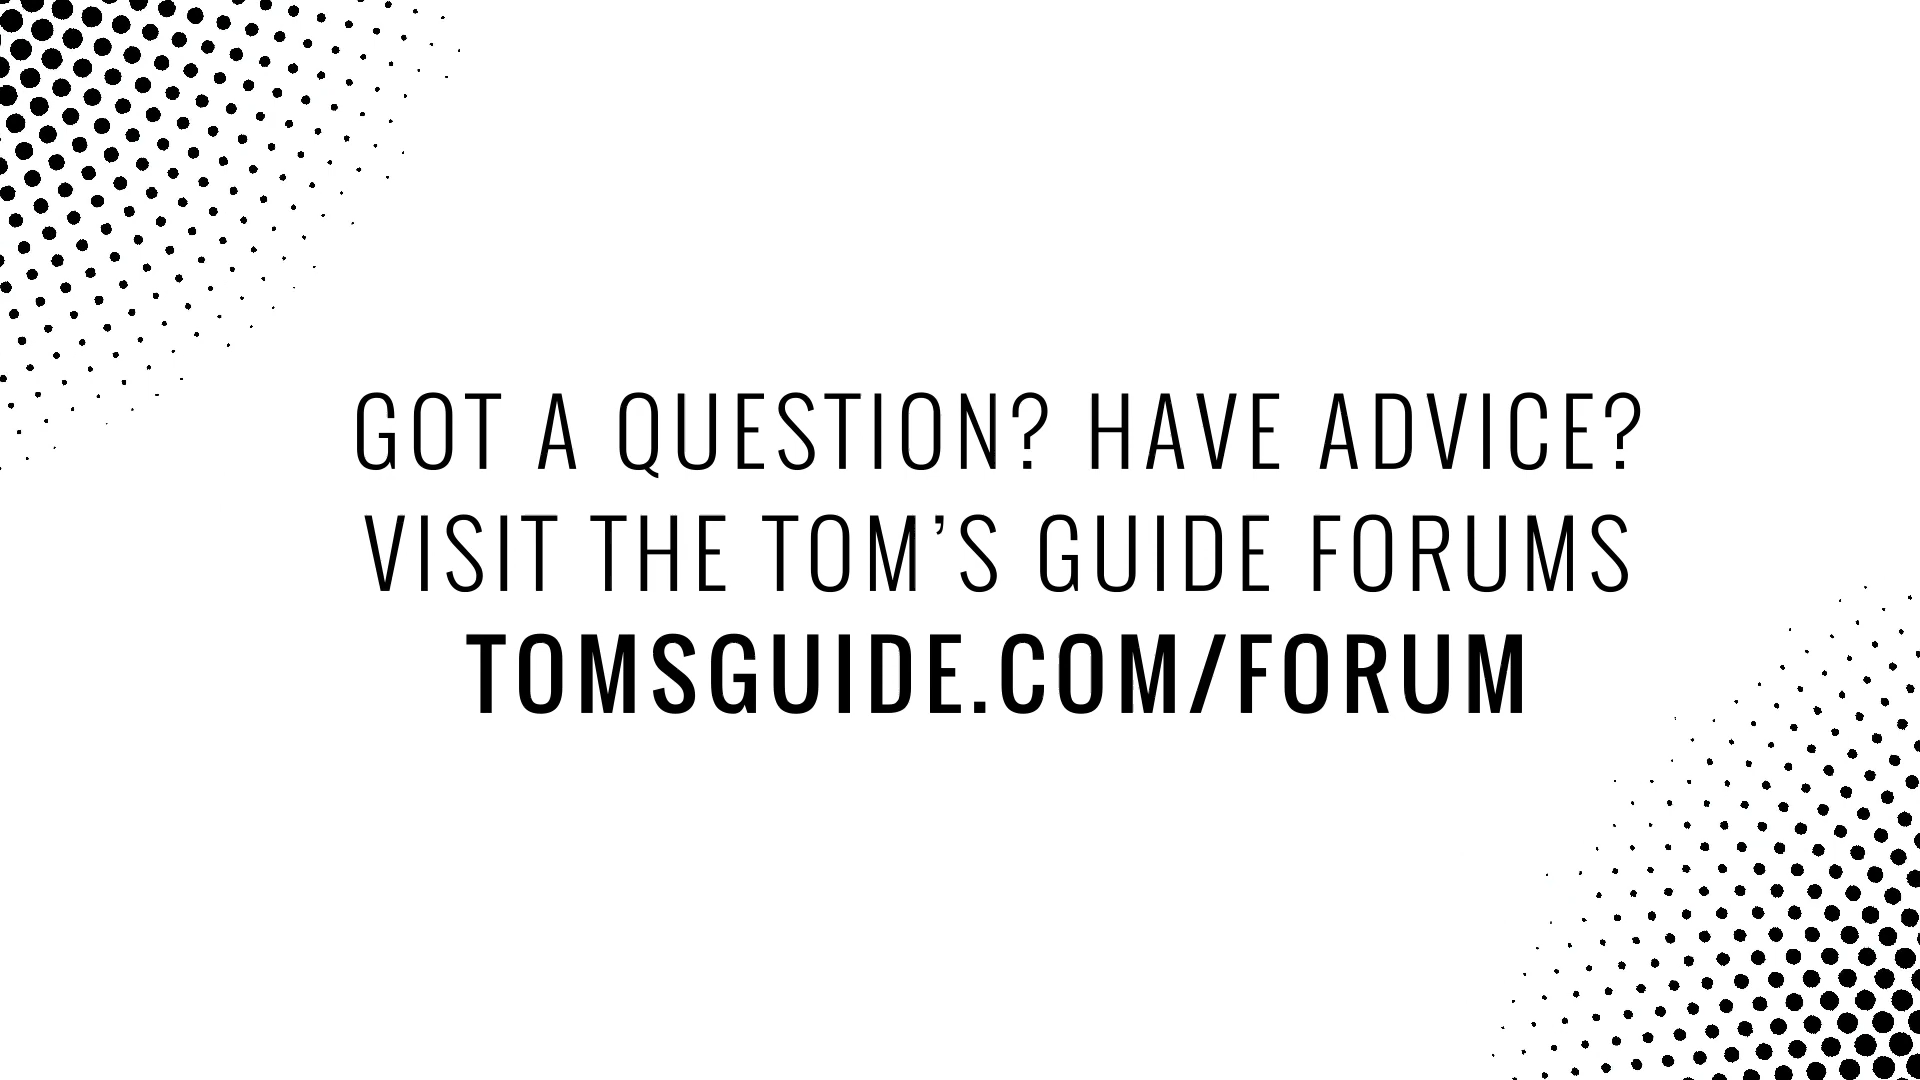 GOT A QUESTION? HAVE ADVICE?
VISIT THE TOM’S GUIDE FORUMS
TOMSGUIDE.COM/FORUM